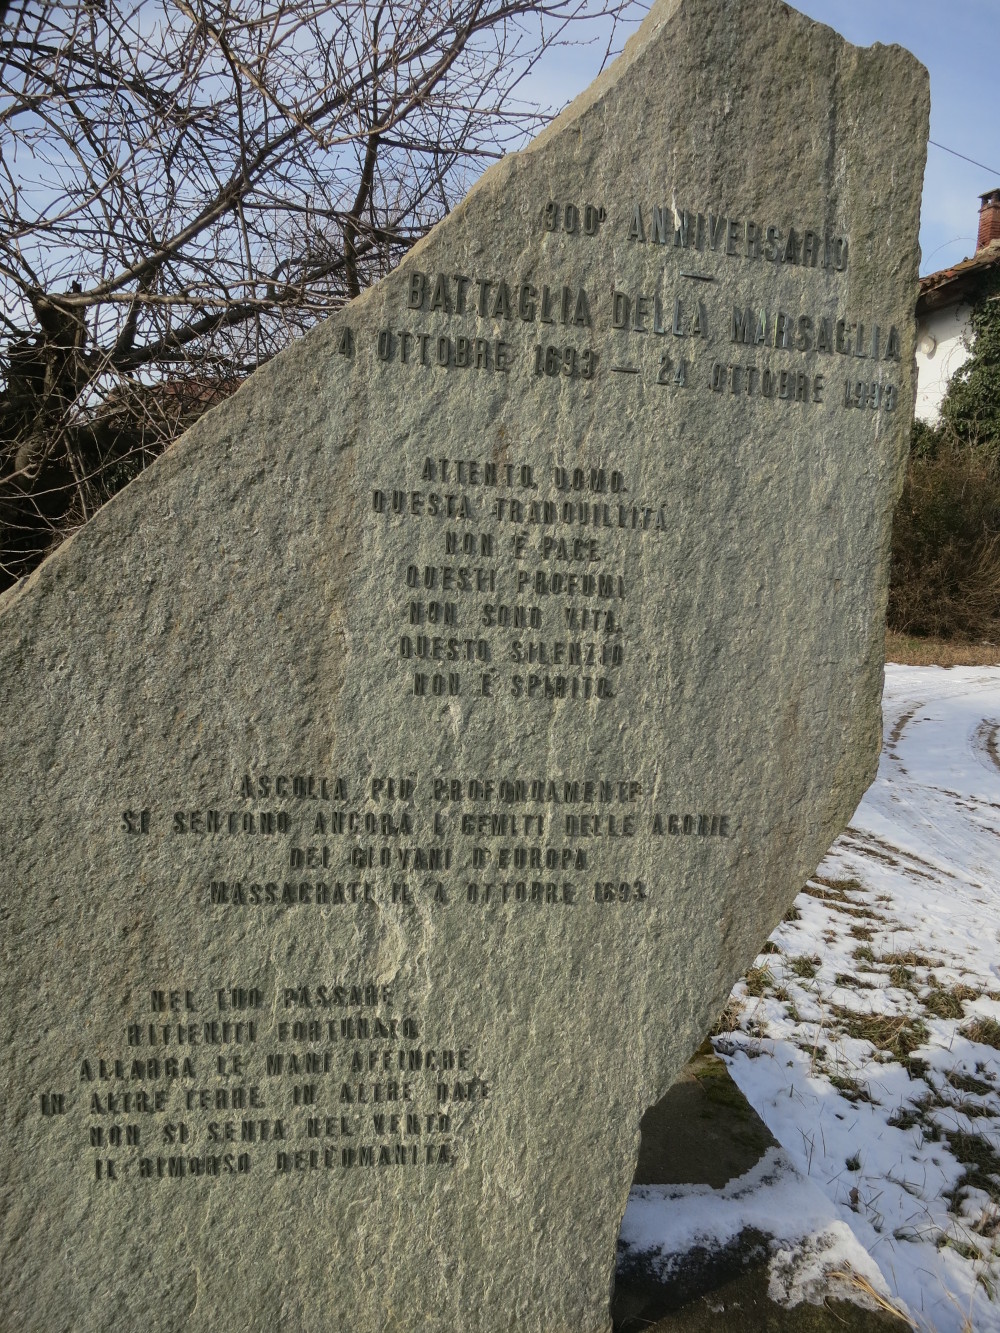 300° ANNIVERSARIO
—
BATTAGLIA DELLA MARSAGLIA
4 OTTOBRE 1693 — 24 OTTOBRE 1993
ATTENTO, UOMO.
QUESTA TRANQUILLITÁ
NON É PACE.
QUESTI PROFUMI
NON SONO VITA.
QUESTO SILENZIO
NON É SPIRITO.
ASCOLTA PIÙ PROFONDAMENTE
SI SENTONO ANCORA I GEMITI DELLE AGONIE
DEI GIOVANI D'EUROPA
MASSACRATI IL 4 OTTOBRE 1693.
NEL TUO PASSARE
RITIENITI FORTUNATO.
ALLARGA LE MANI AFFINCHE
IN ALTRE TERRE, IN ALTRE DATE
NON SI SENTA NEL VENTO
IL RIMORSO DELL'UMANITÁ.